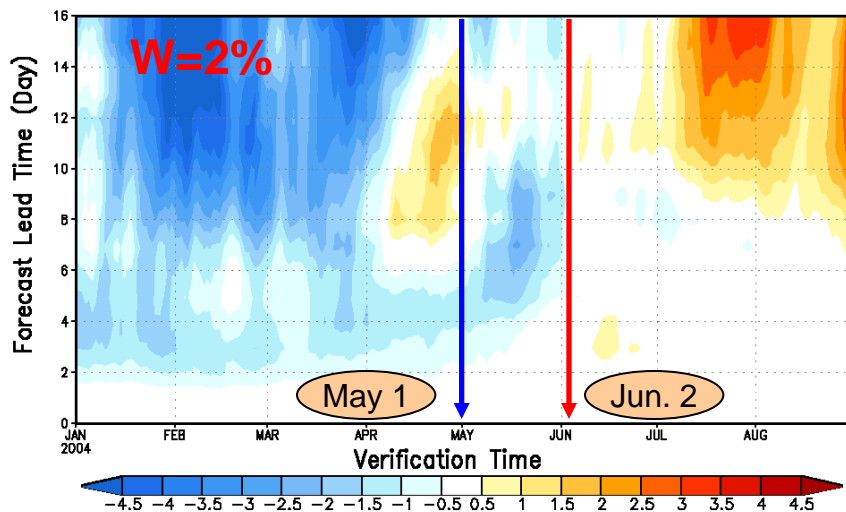 16
W=2%
14
12
10
8
6
4
2
0
Forecast Lead Time (Day)
May 1
Jun. 2
JAN FEB MAR APR MAY JUN JUL AUG
2004
Verification Time
-4.5 -4 -3.5 -3 -2.5 -2 -1.5 -1 -0.5 0.5 1 1.5 2 2.5 3 3.5 4 4.5